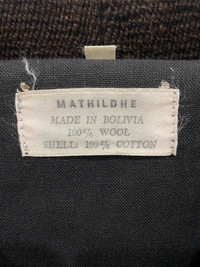 MATHILDHE
MADE IN BOLIVIA
100% WOOL
SHELL: 100% COTTON